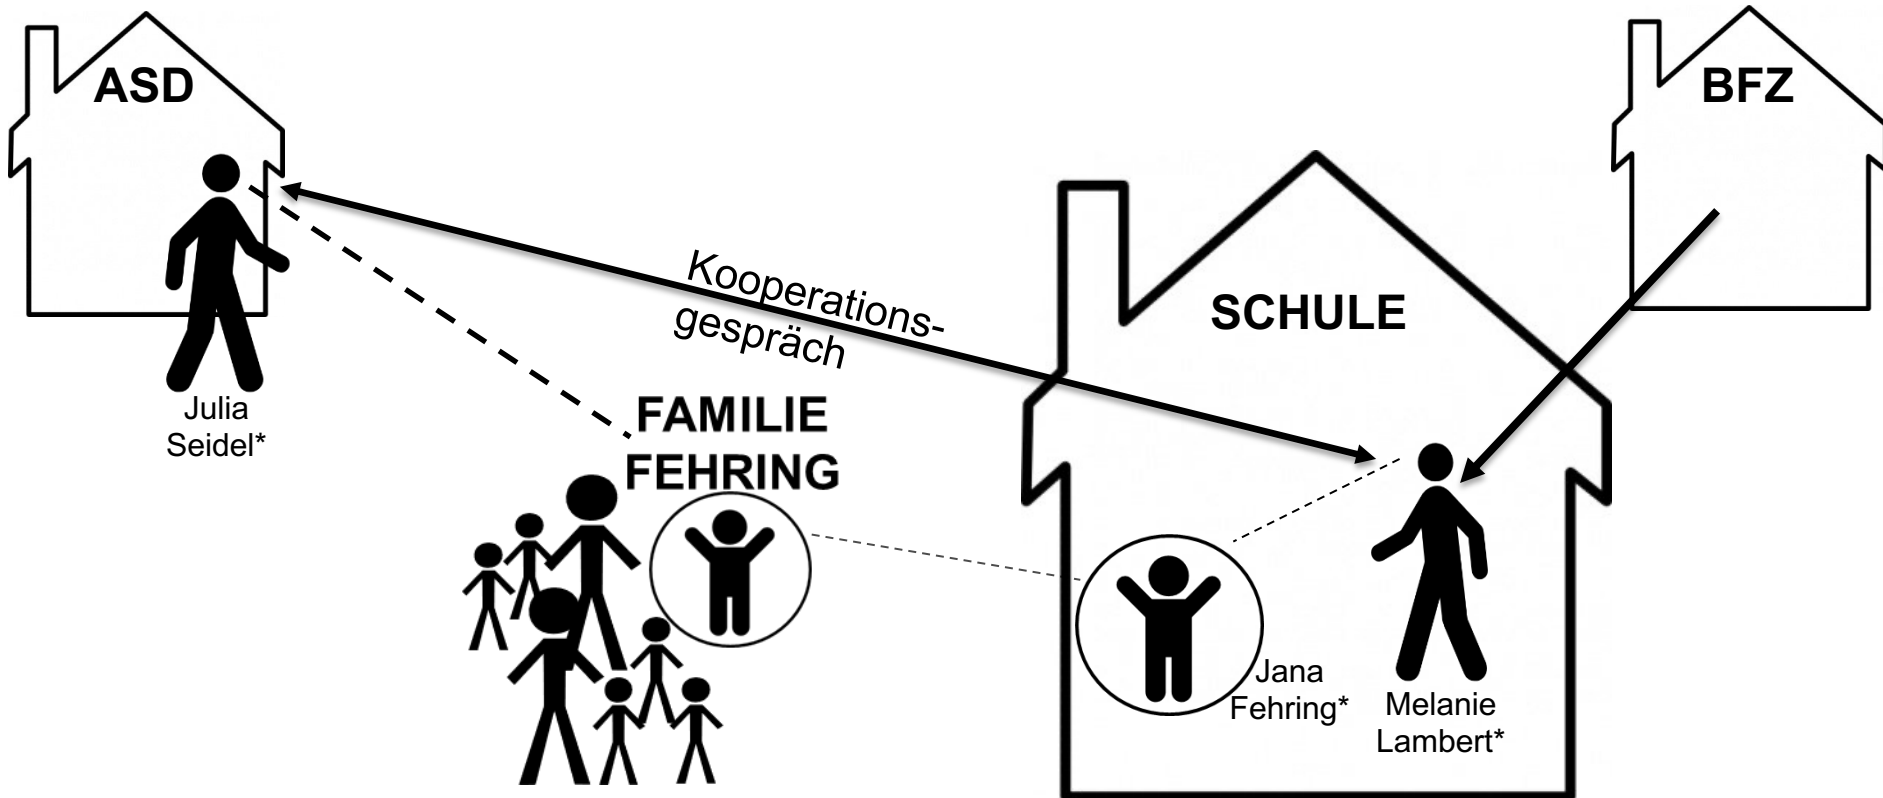 ASD
BFZ
Kooperations-
gespräch
SCHULE
Julia
Seidel*
FAMILIE
FEHRING
Jana
Fehring*
Melanie
Lambert*